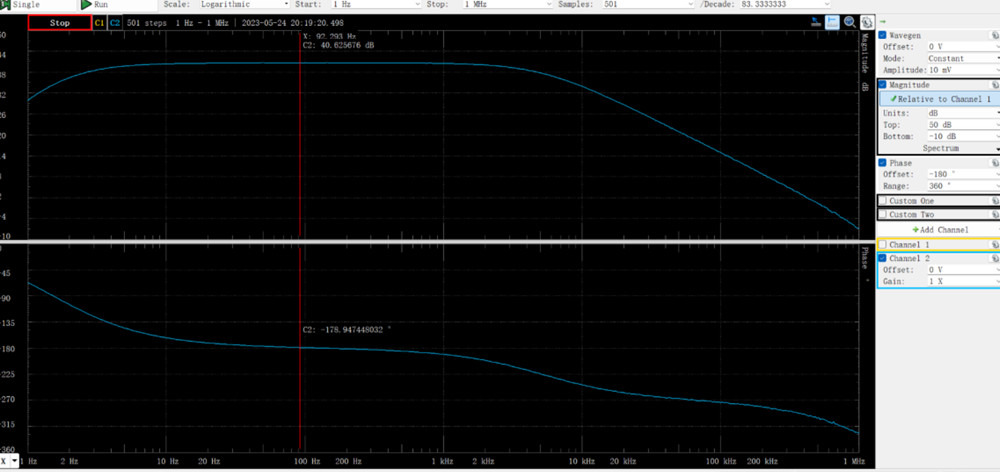 Single Run Scale: Logarithmic Start: 1 Hz Stop: 1 MHz Samples: 501 /Decade: 83.3333333
Stop C1 C2 501 steps 1 Hz - 1 MHz | 2023-05-24 20:19:20.498
X: 92.293 Hz
C2: 40.625676 dB
Magnitude dB
44
38
32
26
20
-4
-10
C2: -178.947448032 °
Phase °
-45
-90
-135
-180
-225
-270
-315
-360
X 1 Hz 2 Hz 10 Hz 20 Hz 100 Hz 200 Hz 1 kHz 2 kHz 10 kHz 20 kHz 100 kHz 200 kHz 1 MHz
Wavegen
Offset: 0 V
Mode: Constant
Amplitude: 10 mV
Magnitude
Relative to Channel 1
Units: dB
Top: 50 dB
Bottom: -10 dB
Spectrum
Phase
Offset: -180 °
Range: 360 °
Custom One
Custom Two
Add Channel
Channel 1
Channel 2
Offset: 0 V
Gain: 1 X